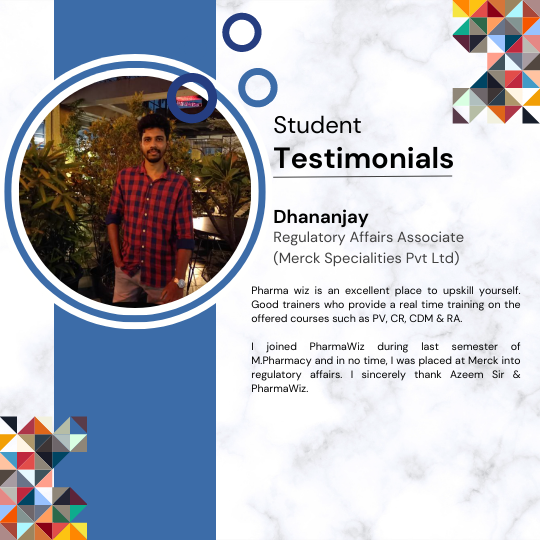 Student
Testimonials
Dhananjay
Regulatory Affairs Associate
(Merck Specialities Pvt Ltd)
Pharma wiz is an excellent place to upskill yourself.
Good trainers who provide a real time training on the
offered courses such as PV, CR, CDM & RA.
I joined PharmaWiz during last semester of
M.Pharmacy and in no time, I was placed at Merck into
regulatory affairs. I sincerely thank Azeem Sir &
PharmaWiz.